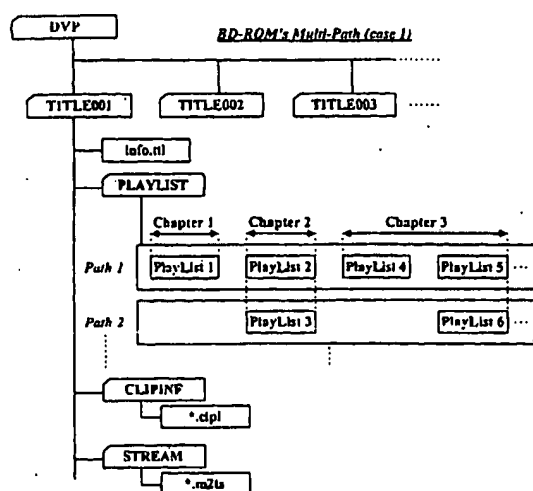 DVP
BD-ROM's Multi-Path (case 1)
TITLE001 TITLE002 TITLE003
info.ttl
PLAYLIST
Chapter 1 Chapter 2 Chapter 3
Path 1 PlayList 1 PlayList 2 PlayList 4 PlayList 5
Path 2 PlayList 3 PlayList 6
CLIPINF
*.clpi
STREAM
*.m2ts